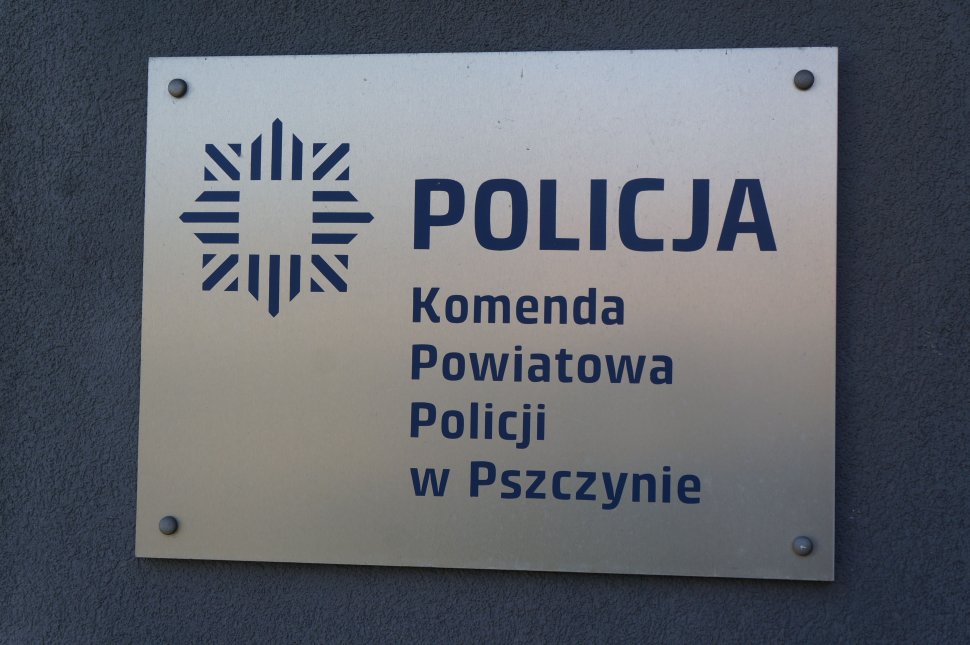 POLICJA
Komenda
Powiatowa
Policji
w Pszczynie